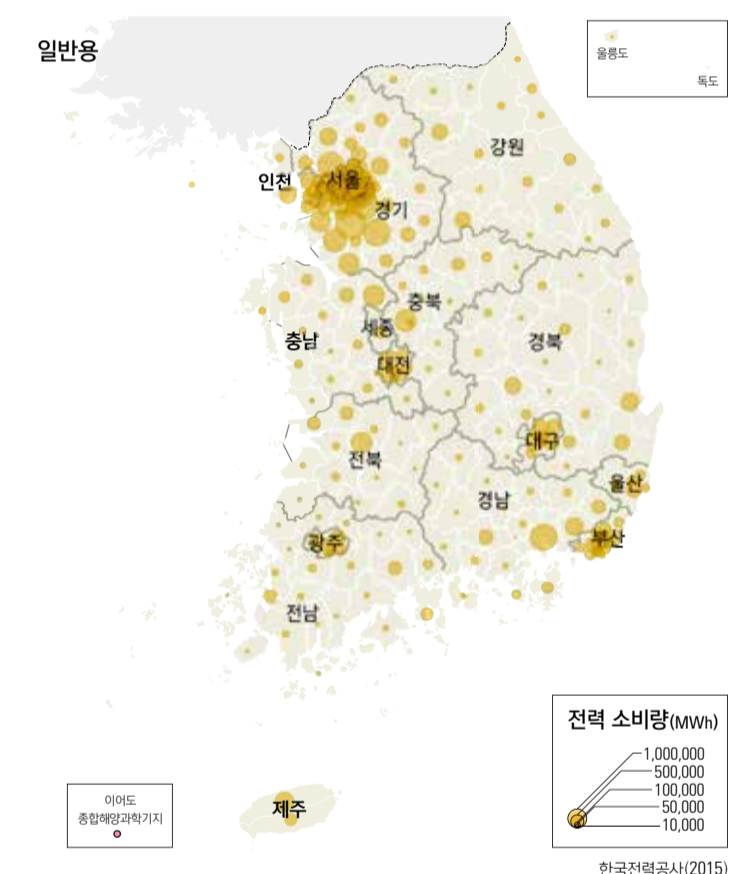 일반용
울릉도
독도
강원
인천
서울
경기
충북
세종
충남
경북
대전
대구
전북
울산
경남
광주
부산
전남
제주
이어도
종합해양과학기지
전력 소비량(MWh)
1,000,000
500,000
100,000
50,000
10,000
한국전력공사(2015)